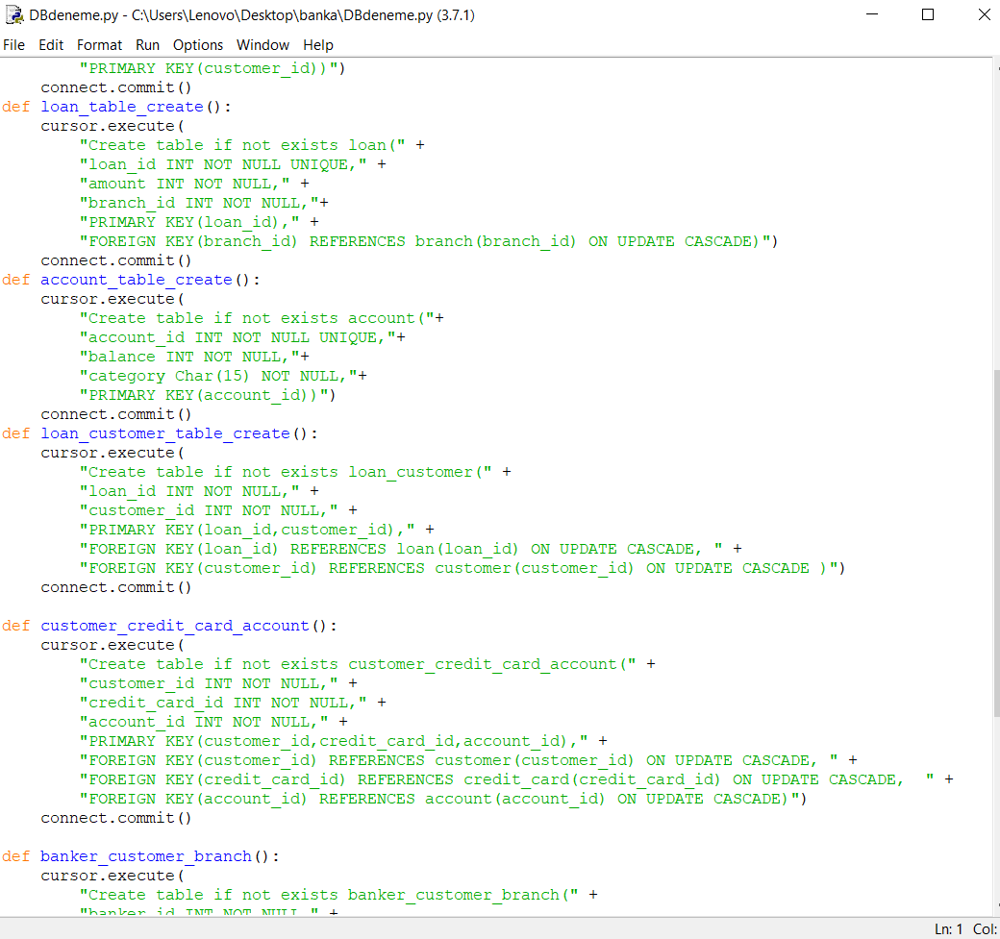 DBdeneme.py - C:\Users\Lenovo\Desktop\banka\DBdeneme.py (3.7.1)
File Edit Format Run Options Window Help
        "PRIMARY KEY(customer_id))")
    connect.commit()
def loan_table_create():
    cursor.execute(
        "Create table if not exists loan(" +
        "loan_id INT NOT NULL UNIQUE," +
        "amount INT NOT NULL," +
        "branch_id INT NOT NULL,"+
        "PRIMARY KEY(loan_id)," +
        "FOREIGN KEY(branch_id) REFERENCES branch(branch_id) ON UPDATE CASCADE)")
    connect.commit()
def account_table_create():
    cursor.execute(
        "Create table if not exists account("+
        "account_id INT NOT NULL UNIQUE,"+
        "balance INT NOT NULL,"+
        "category Char(15) NOT NULL,"+
        "PRIMARY KEY(account_id))")
    connect.commit()
def loan_customer_table_create():
    cursor.execute(
        "Create table if not exists loan_customer(" +
        "loan_id INT NOT NULL," +
        "customer_id INT NOT NULL," +
        "PRIMARY KEY(loan_id,customer_id)," +
        "FOREIGN KEY(loan_id) REFERENCES loan(loan_id) ON UPDATE CASCADE, " +
        "FOREIGN KEY(customer_id) REFERENCES customer(customer_id) ON UPDATE CASCADE )")
    connect.commit()

def customer_credit_card_account():
    cursor.execute(
        "Create table if not exists customer_credit_card_account(" +
        "customer_id INT NOT NULL," +
        "credit_card_id INT NOT NULL," +
        "account_id INT NOT NULL," +
        "PRIMARY KEY(customer_id,credit_card_id,account_id)," +
        "FOREIGN KEY(customer_id) REFERENCES customer(customer_id) ON UPDATE CASCADE, " +
        "FOREIGN KEY(credit_card_id) REFERENCES credit_card(credit_card_id) ON UPDATE CASCADE,  " +
        "FOREIGN KEY(account_id) REFERENCES account(account_id) ON UPDATE CASCADE)")
    connect.commit()

def banker_customer_branch():
    cursor.execute(
        "Create table if not exists banker_customer_branch(" +
        "banker_id INT NOT NULL," +
Ln: 1 Col: